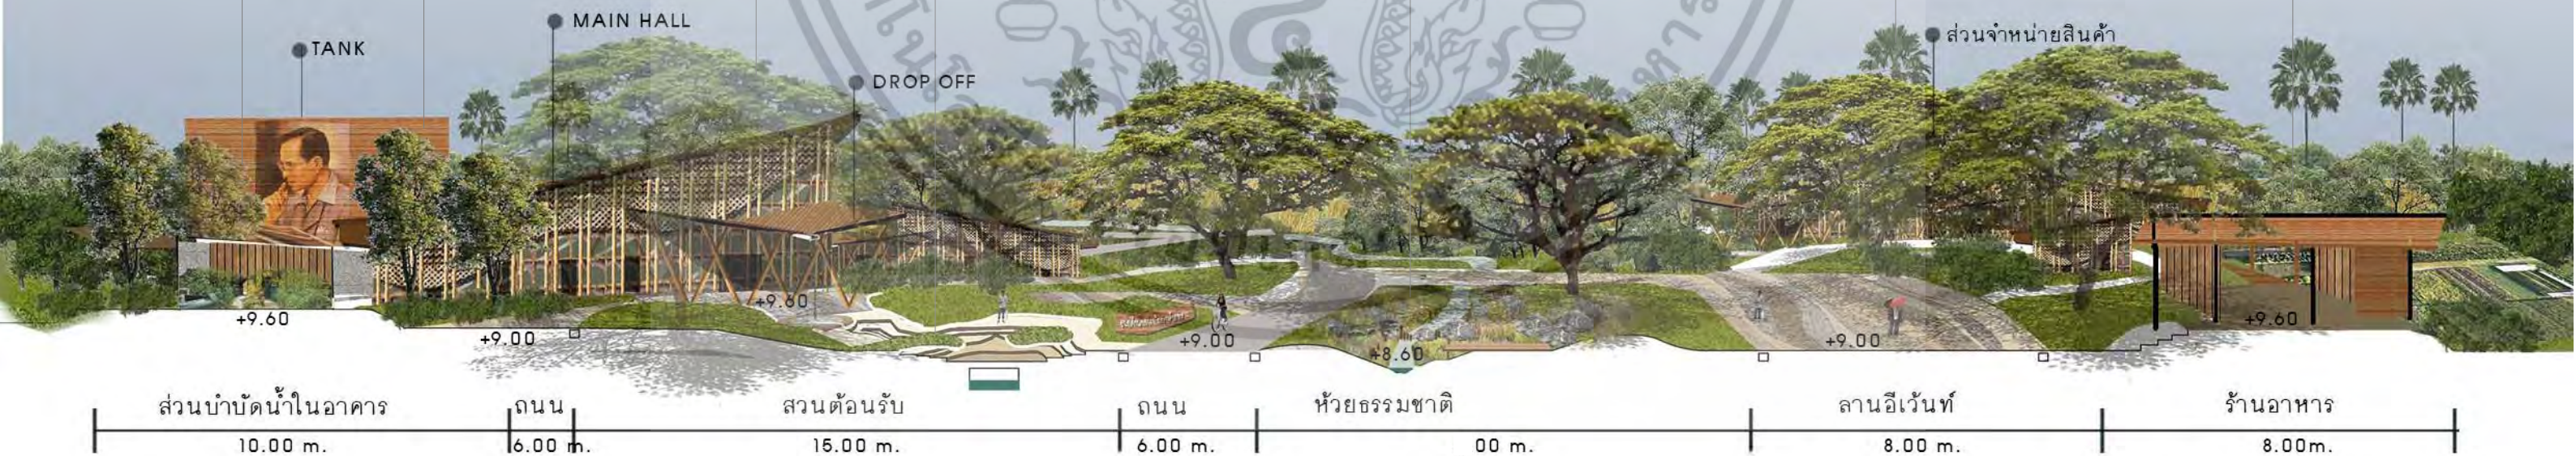 MAIN HALL
TANK
DROP OFF
ส่วนจำหน่ายสินค้า
+9.60
+9.00
+9.60
+9.00
+8.60
+9.00
+9.60
ส่วนบำบัดน้ำในอาคาร
ถนน
สวนต้อนรับ
ถนน
ห้วยธรรมชาติ
ลานอีเว้นท์
ร้านอาหาร
10.00 m.
6.00 m.
15.00 m.
6.00 m.
00 m.
8.00 m.
8.00m.